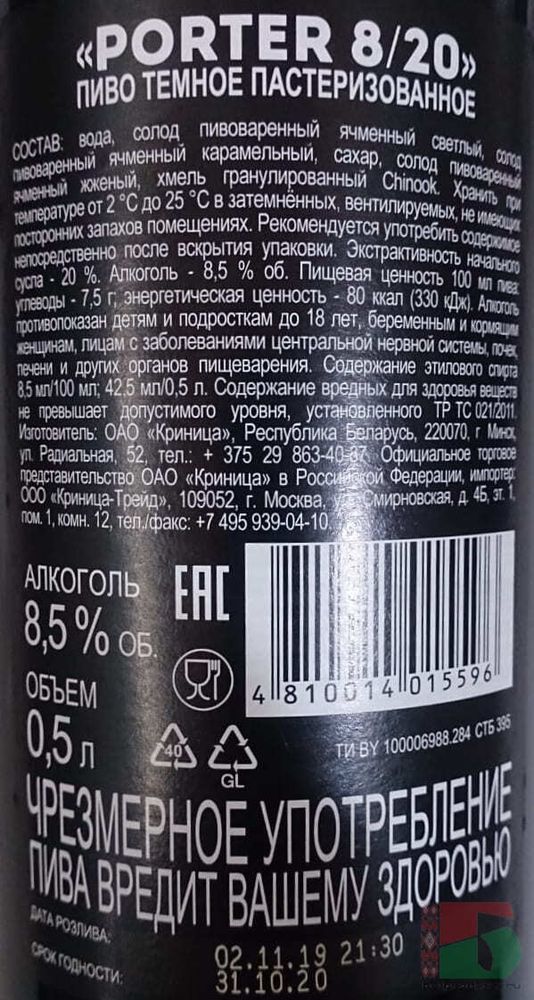 «PORTER 8/20»
ПИВО ТЕМНОЕ ПАСТЕРИЗОВАННОЕ
СОСТАВ: вода, солод пивоваренный ячменный светлый, солод
пивоваренный ячменный карамельный, сахар, солод пивоваренный
ячменный жженый, хмель гранулированный Chinook. Хранить при
температуре от 2 °С до 25 °С в затемнённых, вентилируемых, не имеющих
посторонних запахов помещениях. Рекомендуется употребить содержимое
непосредственно после вскрытия упаковки. Экстрактивность начального
сусла - 20 %. Алкоголь - 8,5 % об. Пищевая ценность 100 мл пива:
углеводы - 7,5 г, энергетическая ценность - 80 ккал (330 кДж). Алкоголь
противопоказан детям и подросткам до 18 лет, беременным и кормящим
женщинам, лицам с заболеваниями центральной нервной системы, почек,
печени и других органов пищеварения. Содержание этилового спирта
8,5 мл/100 мл; 42,5 мл/0,5 л. Содержание вредных для здоровья веществ
не превышает допустимого уровня, установленного ТР ТС 021/2011.
Изготовитель: ОАО «Криница», Республика Беларусь, 220070, г. Минск,
ул. Радиальная, 52, тел.: + 375 29 863-40-87. Официальное торговое
представительство ОАО «Криница» в Российской Федерации, импортер:
ООО «Криница-Трейд», 109052, г. Москва, ул. Смирновская, д. 4Б, эт. 1,
пом. 1, комн. 12, тел./факс: +7 495 939-04-10.
АЛКОГОЛЬ
8,5 % ОБ.
EAC
ОБЪЕМ
0,5 л
4 810014 015596
40
GL
ТИ BY 100006988.284 СТБ 395
ЧРЕЗМЕРНОЕ УПОТРЕБЛЕНИЕ
ПИВА ВРЕДИТ ВАШЕМУ ЗДОРОВЬЮ
ДАТА РОЗЛИВА:
СРОК ГОДНОСТИ:
02.11.19 21:30
31.10.20